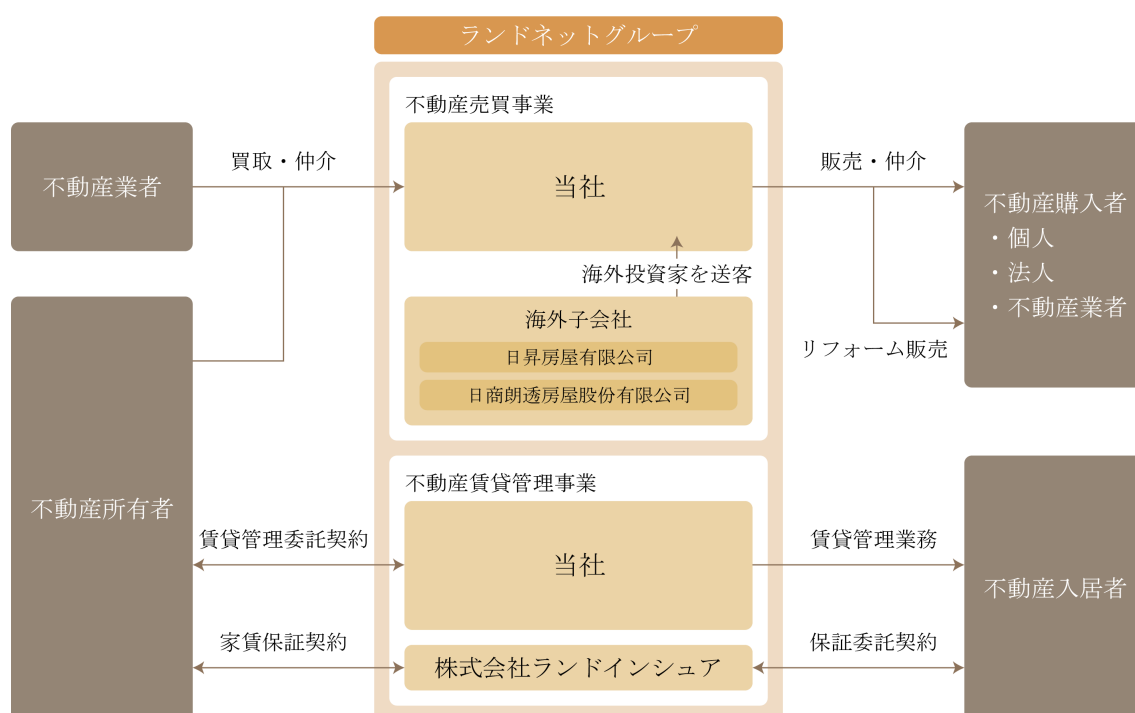 ランドネットグループ
不動産売買事業
不動産業者
買取・仲介
当社
販売・仲介
不動産購入者
・個人
・法人
・不動産業者
海外投資家を送客
海外子会社
日昇房屋有限公司
日商朗透房屋股份有限公司
リフォーム販売
不動産賃貸管理事業
不動産所有者
賃貸管理委託契約
当社
賃貸管理業務
不動産入居者
家賃保証契約
株式会社ランドインシュア
保証委託契約